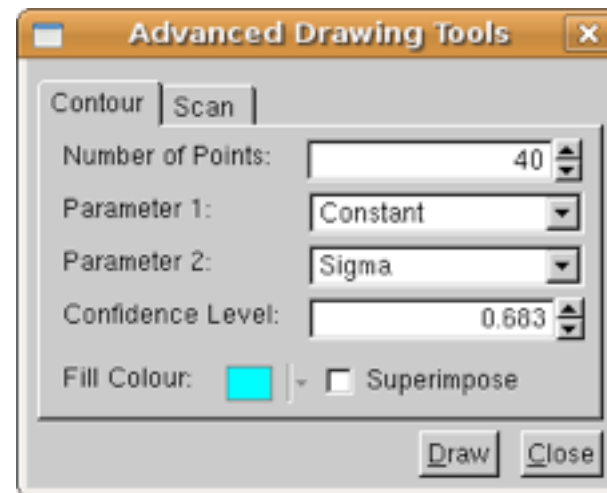 Advanced Drawing Tools
Contour Scan
Number of Points: 40
Parameter 1: Constant
Parameter 2: Sigma
Confidence Level: 0.683
Fill Colour: Superimpose
Draw Close